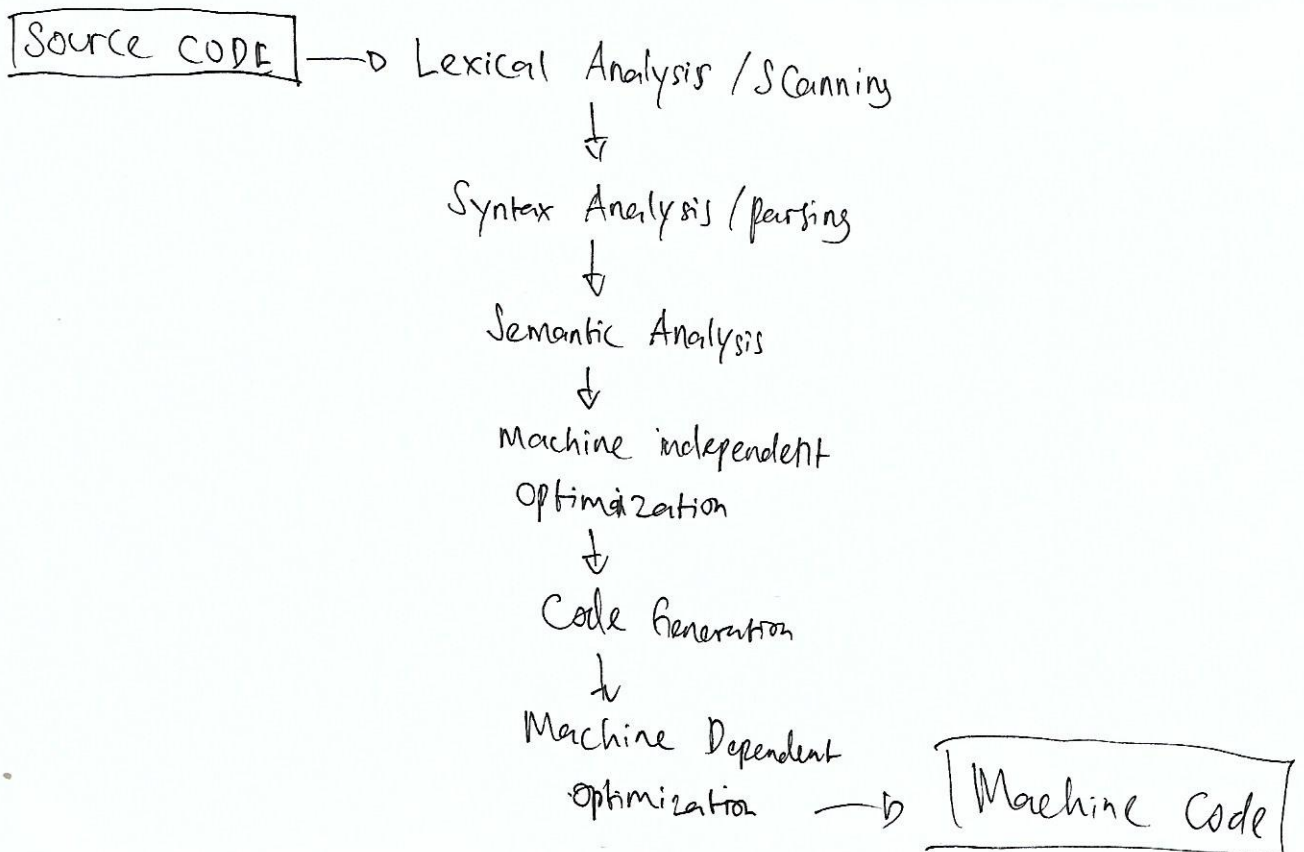 Source CODE → Lexical Analysis / Scanning
↓
Syntax Analysis / parsing
↓
Semantic Analysis
↓
Machine independent
Optimization
↓
Code Generation
↓
Machine Dependent
optimization → Machine Code